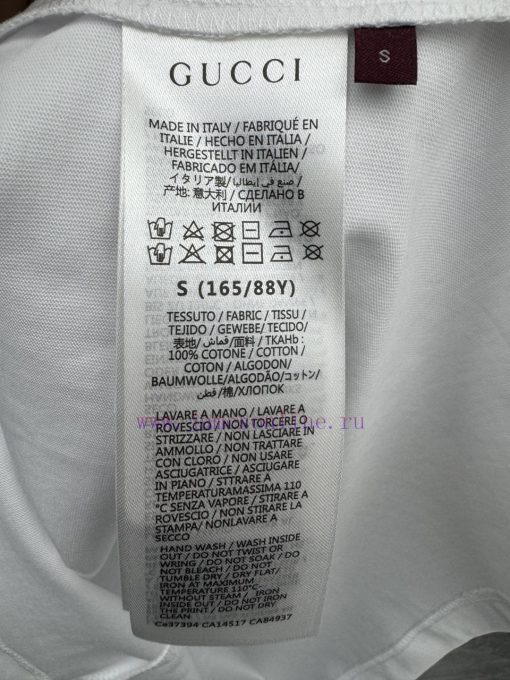 S
GUCCI
MADE IN ITALY / FABRIQUÉ EN
ITALIE / HECHO EN ITALIA /
HERGESTELLT IN ITALIEN /
FABRICADO EM ITÁLIA/
イタリア製/ صنع في إيطاليا /
产地: 意大利 / СДЕЛАНО В
ИТАЛИИ
S (165/88Y)
TESSUTO / FABRIC / TISSU /
TEJIDO / GEWEBE/ TECIDO/
表地/قماش/面料 / ТКАНЬ :
100% COTONE / COTTON /
COTON / ALGODON/
BAUMWOLLE/ALGODÃO/コットン/
قطن /棉/ХЛОПОК
LAVARE A MANO / LAVARE A
ROVESCIO / NON TORCERE O
STRIZZARE / NON LASCIARE IN
AMMOLLO / NON TRATTARE
CON CLORO / NON USARE
ASCIUGATRICE / ASCIUGARE
IN PIANO / STTRARE A
TEMPERATURAMASSIMA 110
°C SENZA VAPORE / STIRARE A
ROVESCIO / NON STIRARE LA
STAMPA/ NONLAVARE A
SECCO
HAND WASH / WASH INSIDE
OUT / DO NOT TWIST OR
WRING / DO NOT SOAK / DO
NOT BLEACH / DO NOT
TUMBLE DRY / DRY FLAT/
IRON AT MAXIMUM
TEMPERATURE 110°C
WITHOUT STEAM / IRON
INSIDE OUT / DO NOT IRON
THE PRINT / DO NOT DRY
CLEAN
Ce37394 CA14517 CA84937